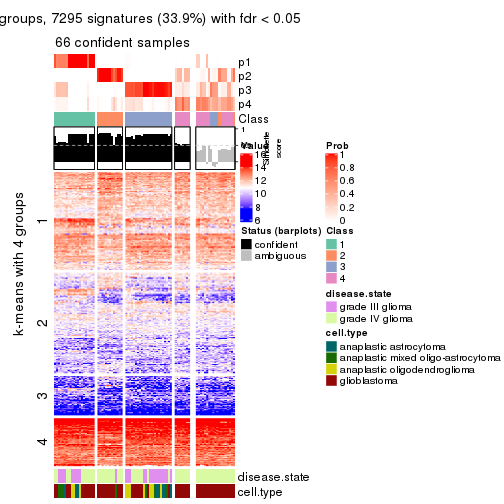 groups, 7295 signatures (33.9%) with fdr < 0.05
66 confident samples
p1
p2
p3
p4
Class
1
Silhouette
score
k-means with 4 groups
1
2
3
4
Value
16
14
12
10
8
6
Prob
1
0.8
0.6
0.4
0.2
0
Status (barplots)
confident
ambiguous
Class
1
2
3
4
disease.state
grade III glioma
grade IV glioma
cell.type
anaplastic astrocytoma
anaplastic mixed oligo-astrocytoma
anaplastic oligodendroglioma
glioblastoma
disease.state
cell.type